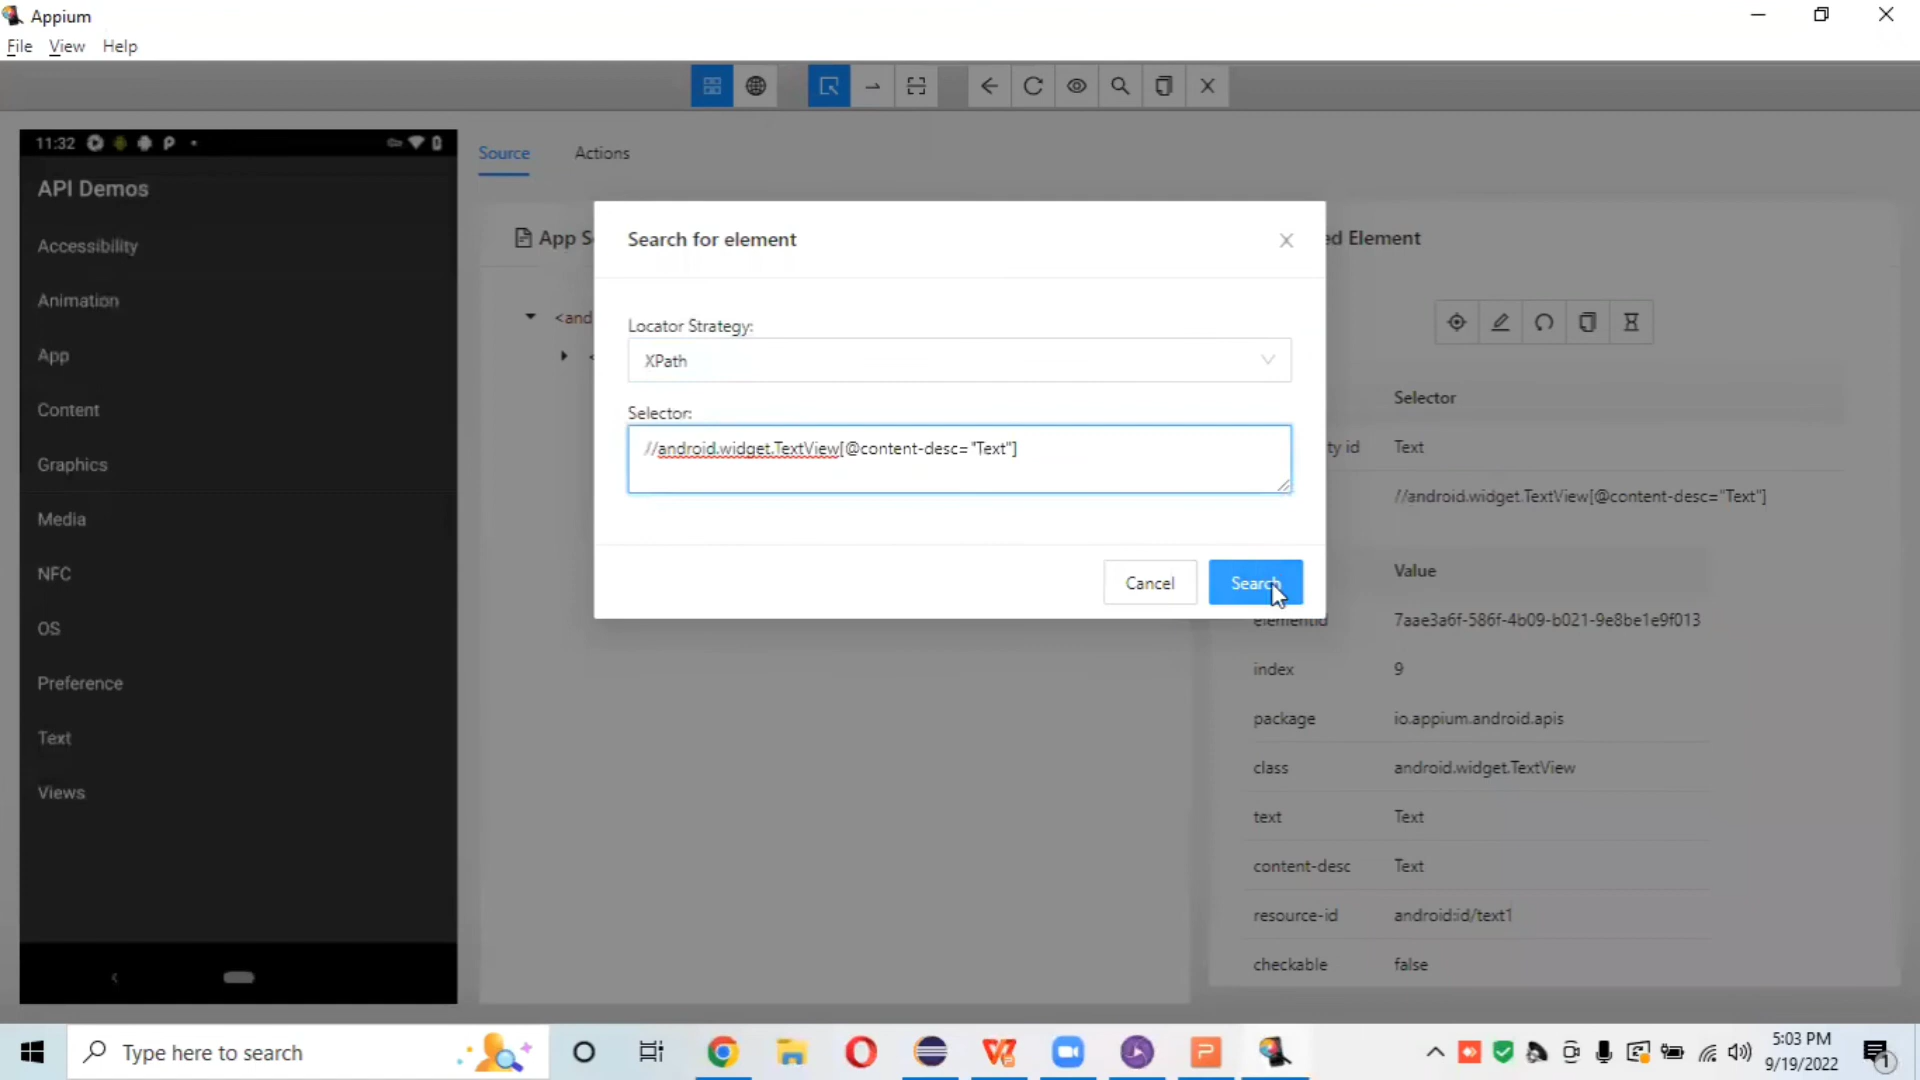 Appium
File View Help
11:32
API Demos
Accessibility
Animation
App
Content
Graphics
Media
NFC
OS
Preference
Text
Views
Source Actions
App S
ed Element
<and
<
Search for element
Locator Strategy:
XPath
Selector:
//android.widget.TextView[@content-desc="Text"]
Cancel Search
Selector
ty id Text
//android.widget.TextView[@content-desc="Text"]
Value
elementId 7aae3a6f-586f-4b09-b021-9e8be1e9f013
index 9
package io.appium.android.apis
class android.widget.TextView
text Text
content-desc Text
resource-id android:id/text1
checkable false
Type here to search
5:03 PM
9/19/2022
1